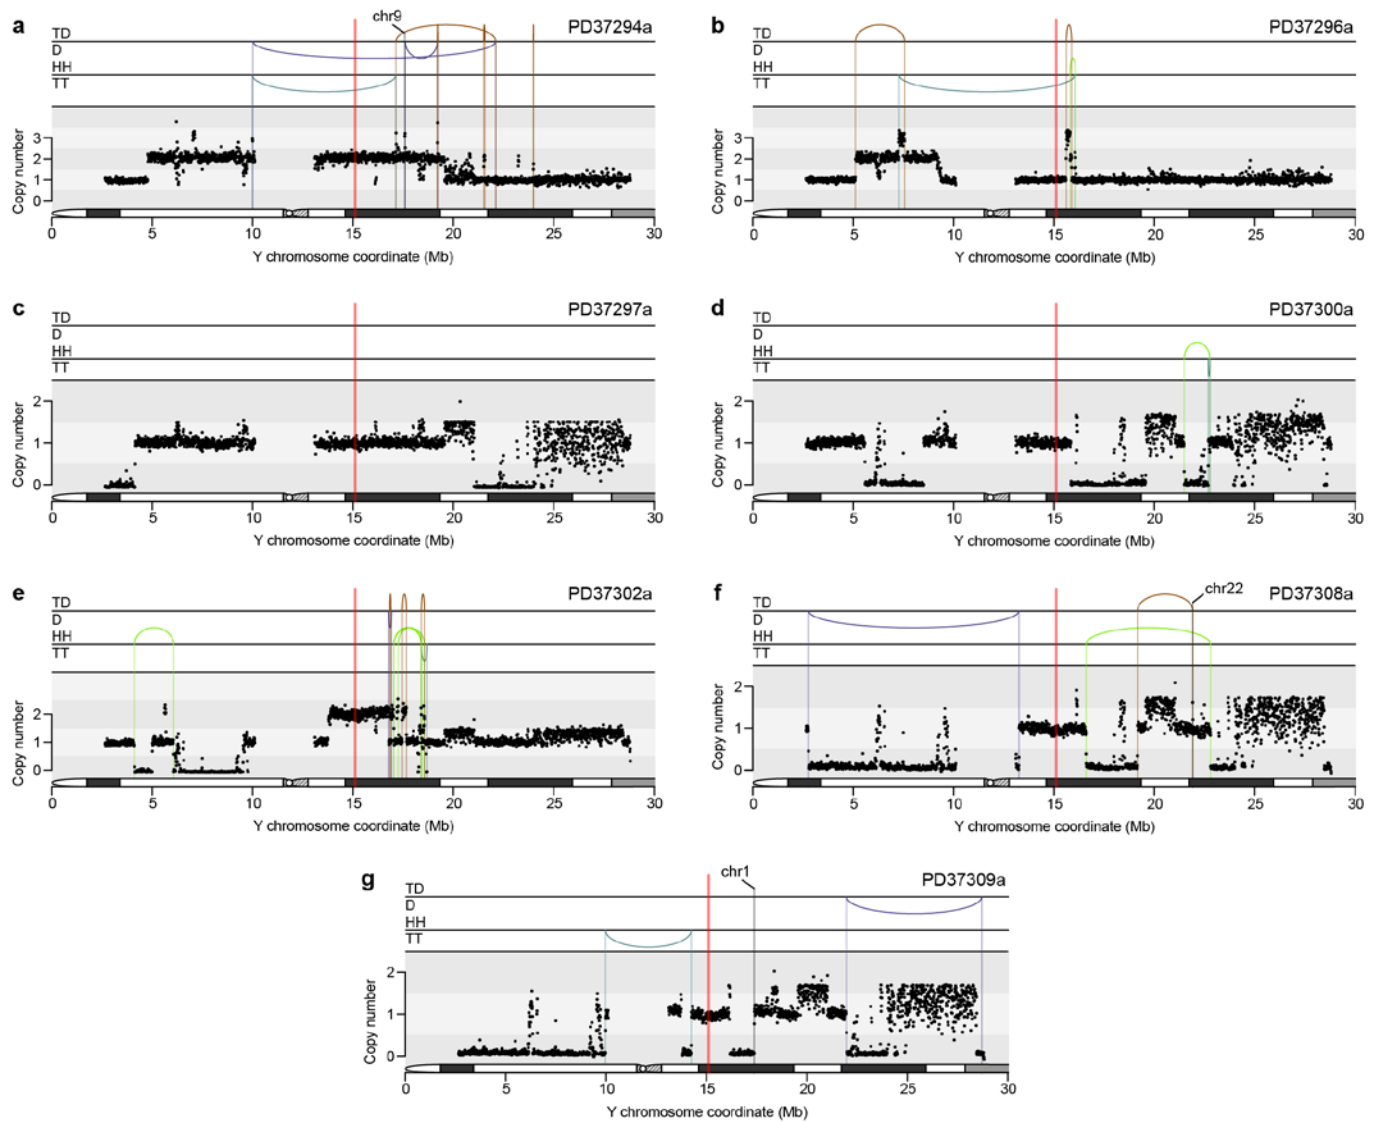 a
chr9
PD37294a
TD
D
HH
TT
Copy number
3
2
1
0
0 5 10 15 20 25 30
Y chromosome coordinate (Mb)
b
PD37296a
TD
D
HH
TT
Copy number
3
2
1
0
0 5 10 15 20 25 30
Y chromosome coordinate (Mb)
c
PD37297a
TD
D
HH
TT
Copy number
2
1
0
0 5 10 15 20 25 30
Y chromosome coordinate (Mb)
d
PD37300a
TD
D
HH
TT
Copy number
2
1
0
0 5 10 15 20 25 30
Y chromosome coordinate (Mb)
e
PD37302a
TD
D
HH
TT
Copy number
2
1
0
0 5 10 15 20 25 30
Y chromosome coordinate (Mb)
f
chr22
PD37308a
TD
D
HH
TT
Copy number
2
1
0
0 5 10 15 20 25 30
Y chromosome coordinate (Mb)
g
chr1
PD37309a
TD
D
HH
TT
Copy number
2
1
0
0 5 10 15 20 25 30
Y chromosome coordinate (Mb)